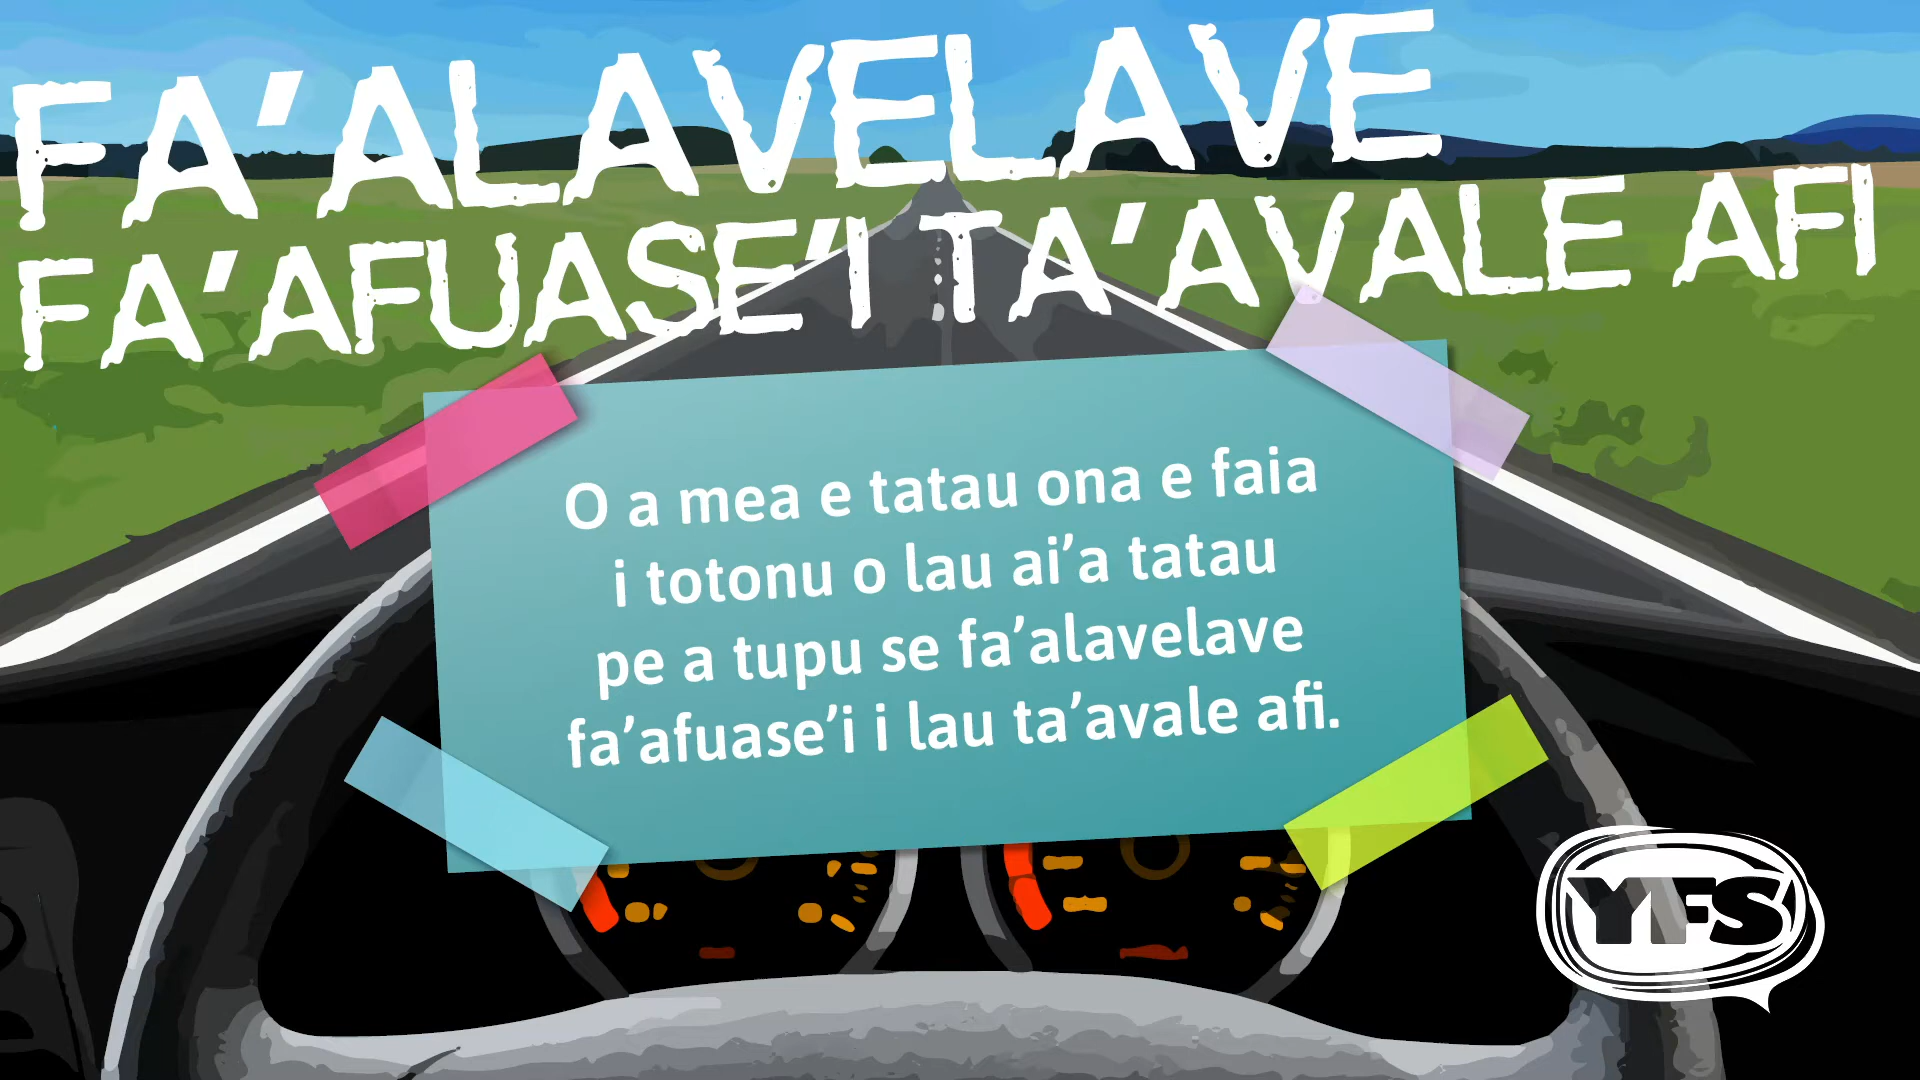 FA’ALAVELAVE
FA’AFUASE’I TA’AVALE AFI
O a mea e tatau ona e faia
i totonu o lau ai’a tatau
pe a tupu se fa’alavelave
fa’afuase’i i lau ta’avale afi.
YFS